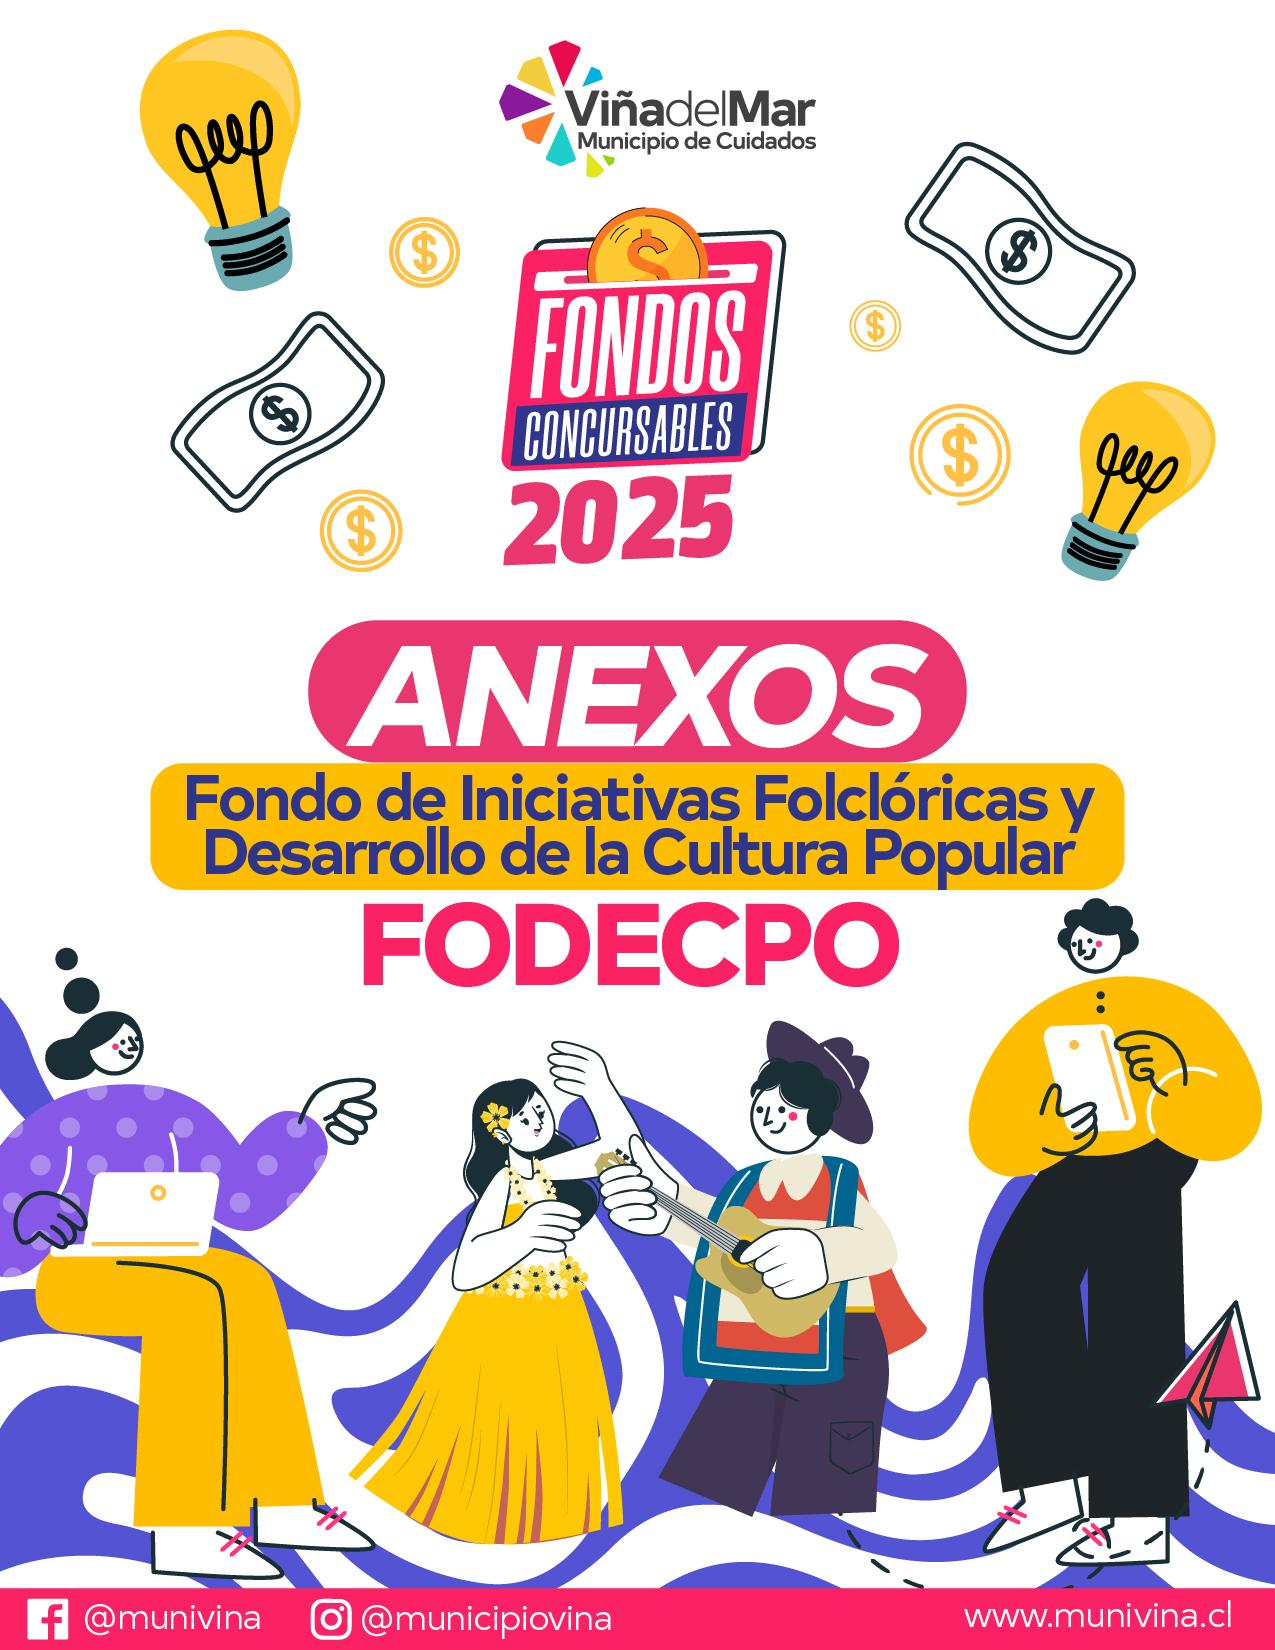 ViñadelMar
Municipio de Cuidados
FONDOS
CONCURSABLES
2025
ANEXOS
Fondo de Iniciativas Folclóricas y
Desarrollo de la Cultura Popular
FODECPO
@munivina @municipiovina www.munivina.cl